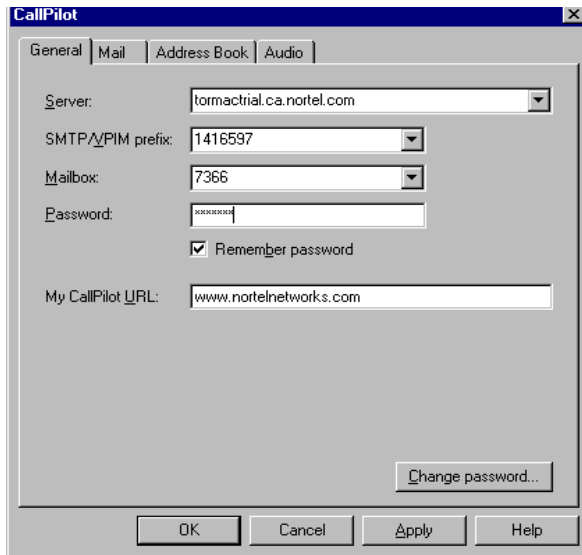 CallPilot
General Mail Address Book Audio
Server: tormactrial.ca.nortel.com
SMTP/VPIM prefix: 1416597
Mailbox: 7366
Password: *******
Remember password
My CallPilot URL: www.nortelnetworks.com
Change password...
OK Cancel Apply Help